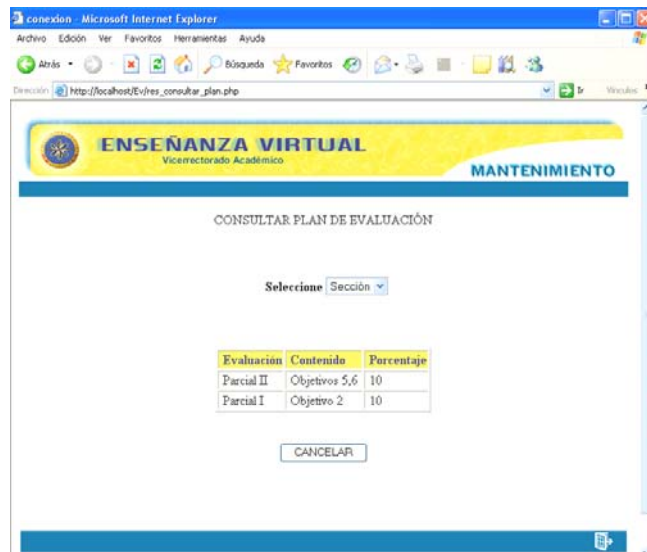 conexion - Microsoft Internet Explorer
Archivo Edición Ver Favoritos Herramientas Ayuda
Atrás Búsqueda Favoritos
Dirección http://localhost/Ev/res_consultar_plan.php Ir Vínculos
ENSEÑANZA VIRTUAL
Vicerrectorado Académico
MANTENIMIENTO
CONSULTAR PLAN DE EVALUACIÓN
Seleccione Sección
Evaluación Contenido Porcentaje
Parcial II Objetivos 5,6 10
Parcial I Objetivo 2 10
CANCELAR